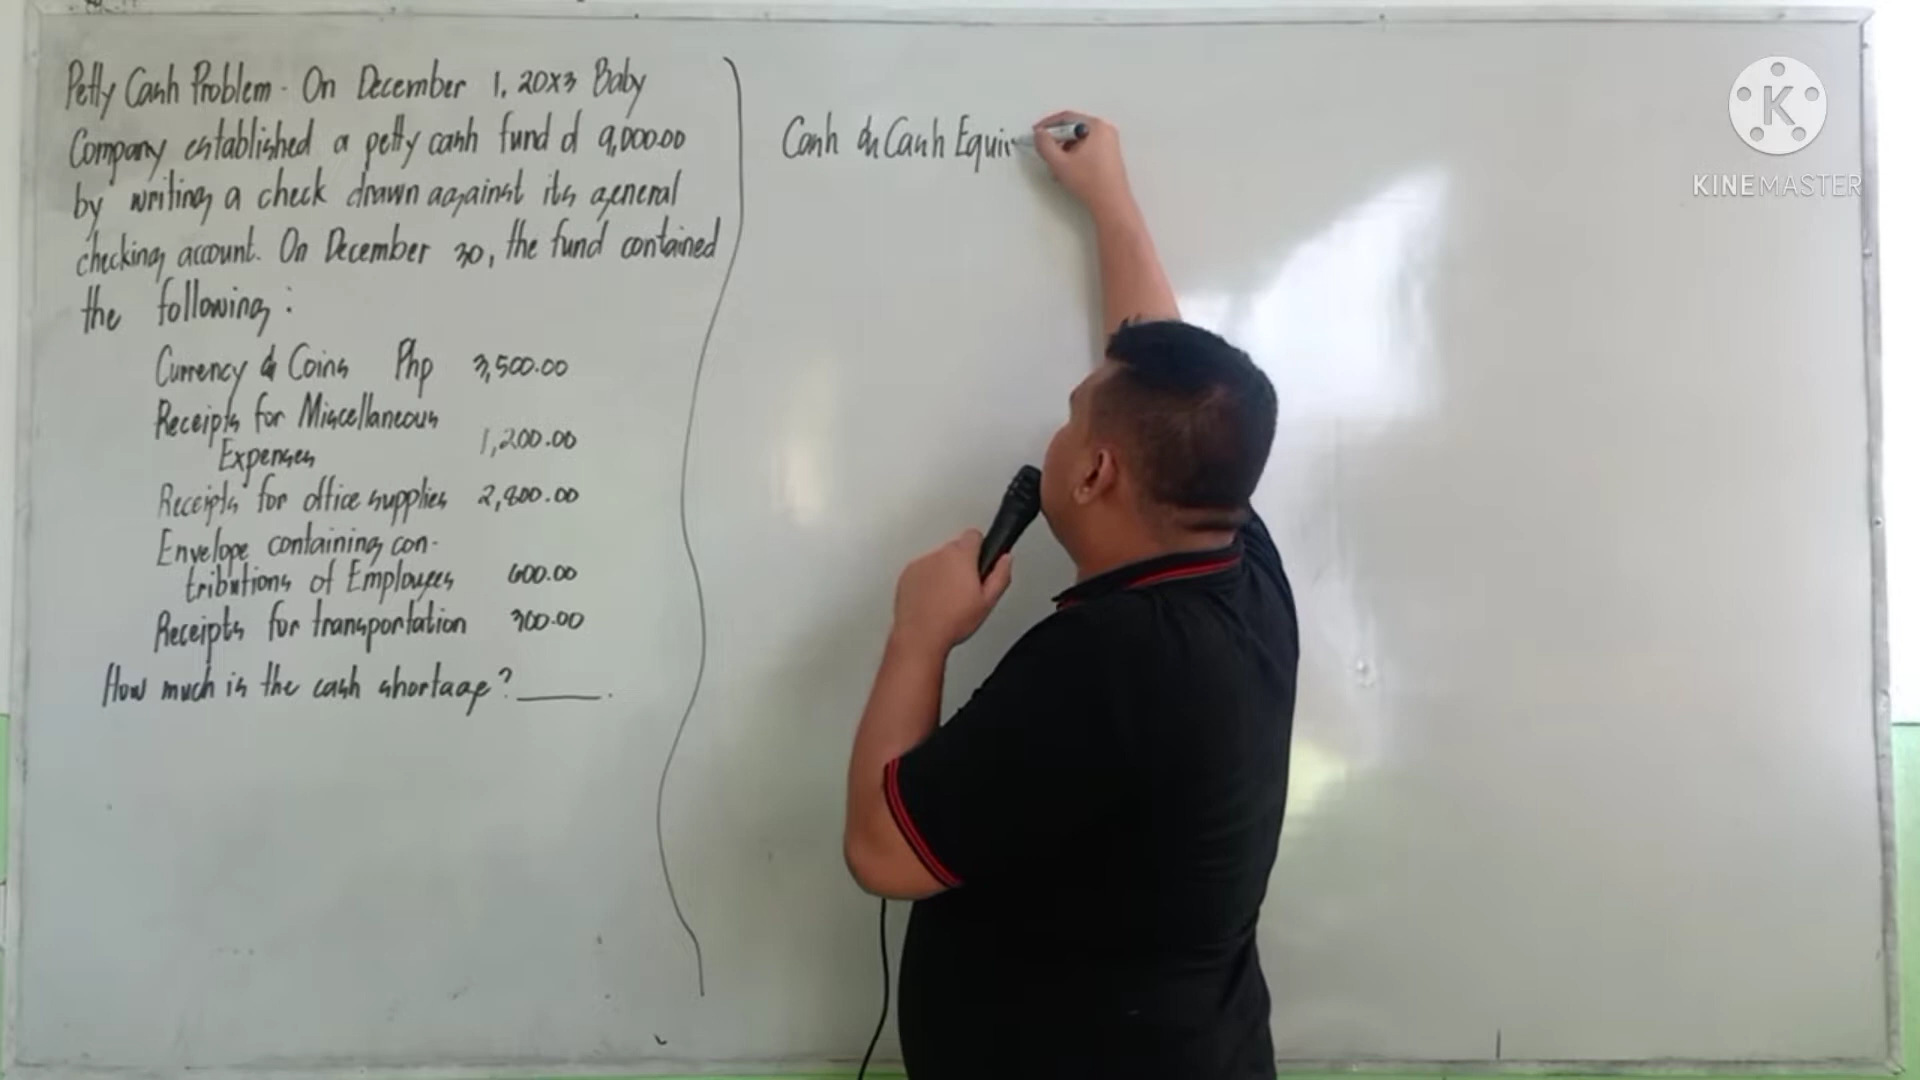 Petty Cash Problem - On December 1, 20x3 Baby
Company established a petty cash fund of 9,000.00
by writing a check drawn against its general
checking account. On December 30, the fund contained
the following:
Currency & Coins Php 3,500.00
Receipts for Miscellaneous
Expenses 1,200.00
Receipts for office supplies 2,800.00
Envelope containing con-
tributions of Employees 600.00
Receipts for transportation 300.00
How much is the cash shortage? ______.
Cash & Cash Equiv
K
KINEMASTER